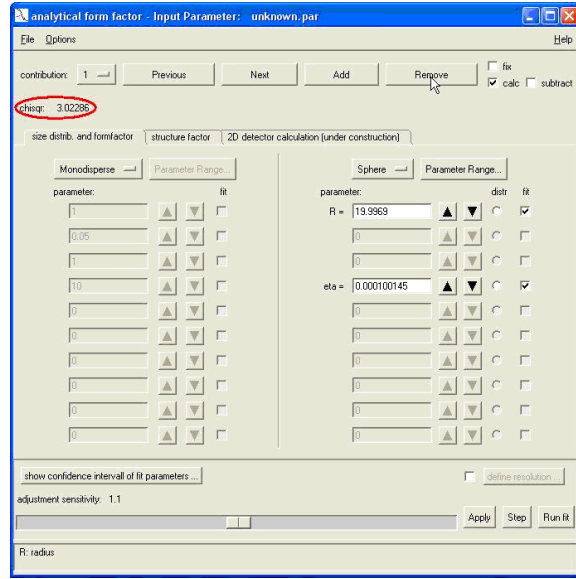 analytical form factor - Input Parameter: unknown.par
File Options Help
contribution: 1 Previous Next Add Remove fix
calc subtract
chisqr: 3.02286
size distrib. and formfactor structure factor 2D detector calculation (under construction)
Monodisperse Parameter Range... Sphere Parameter Range...
parameter: fit parameter: distr fit
1 R = 19.9969
0.05 0
1 0
10 eta = 0.000100145
0 0
0 0
0 0
0 0
0 0
0 0
show confidence intervall of fit parameters ... define resolution ...
adjustment sensitivity: 1.1
Apply Step Run fit
R: radius